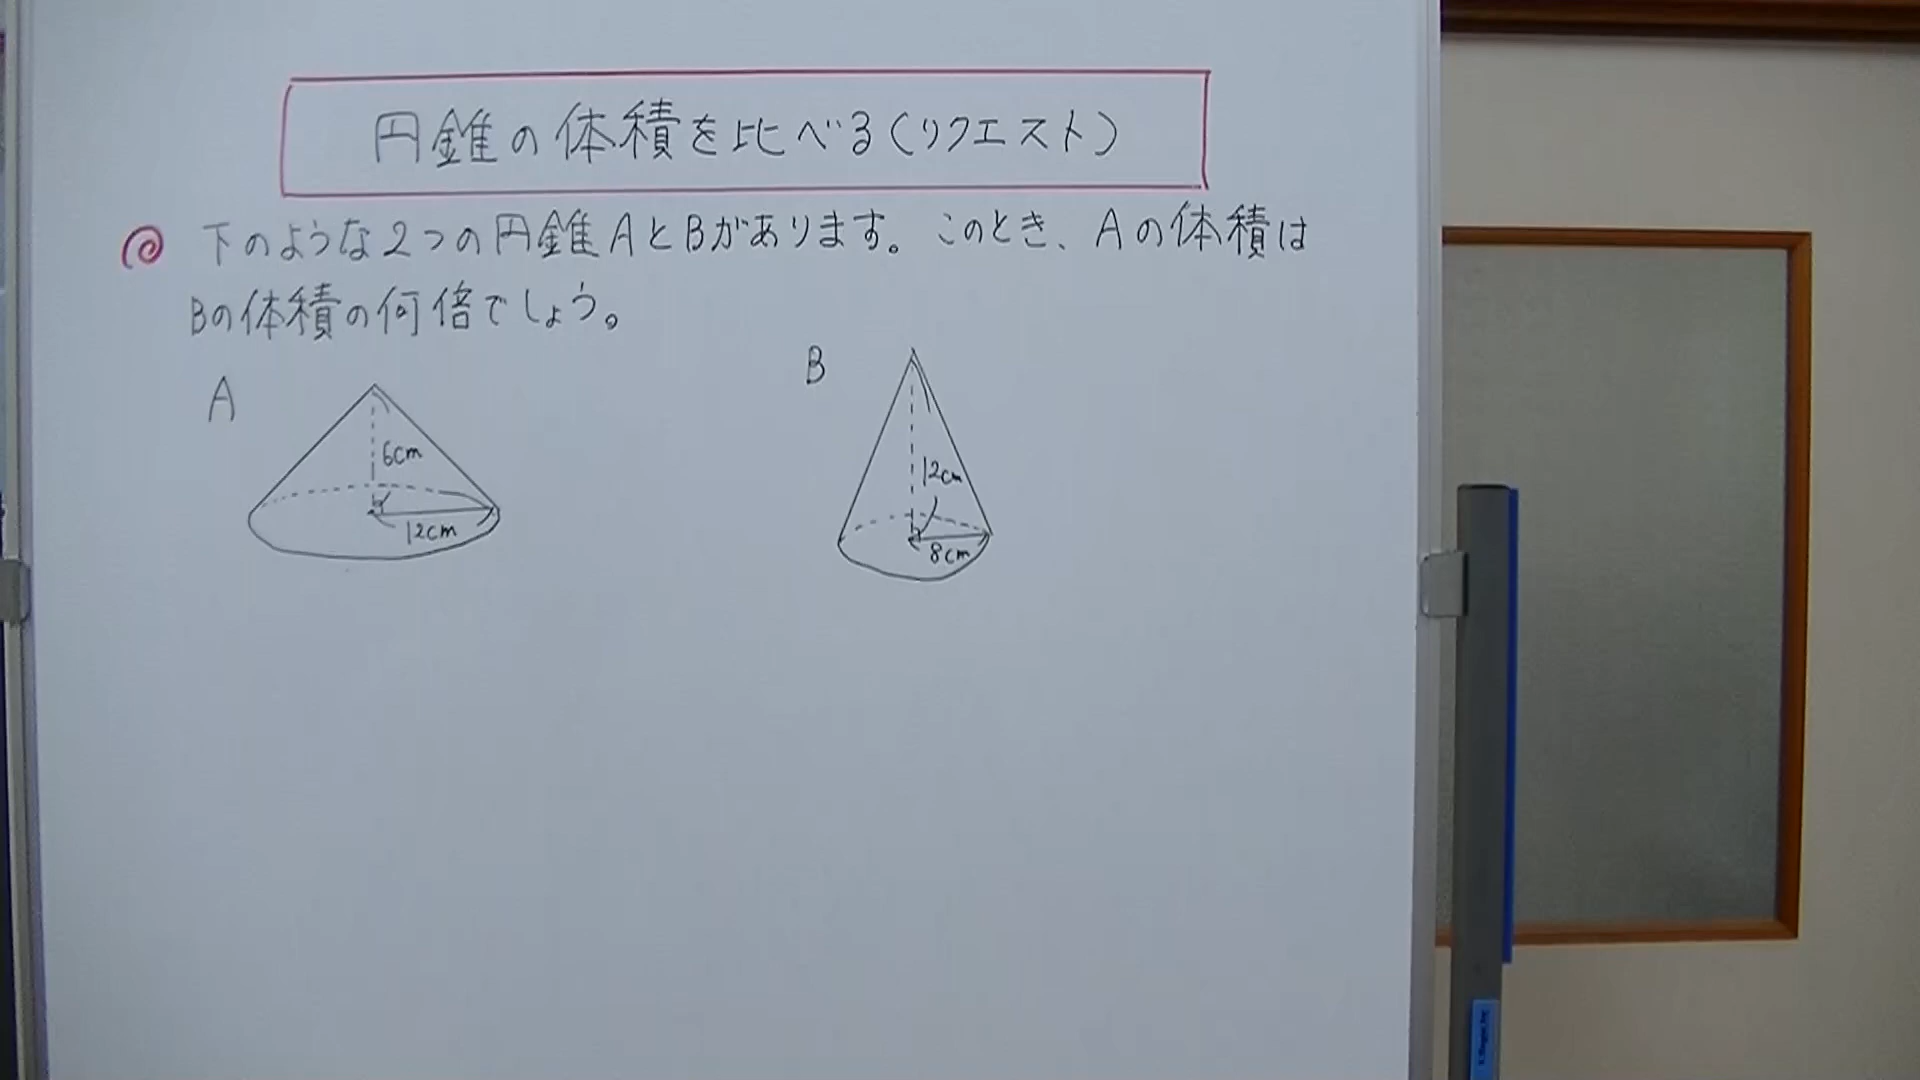 円錐の体積を比べる(リクエスト)
下のような2つの円錐AとBがあります。このとき、Aの体積は
Bの体積の何倍でしょう。
A
6cm
12cm
B
12cm
8cm